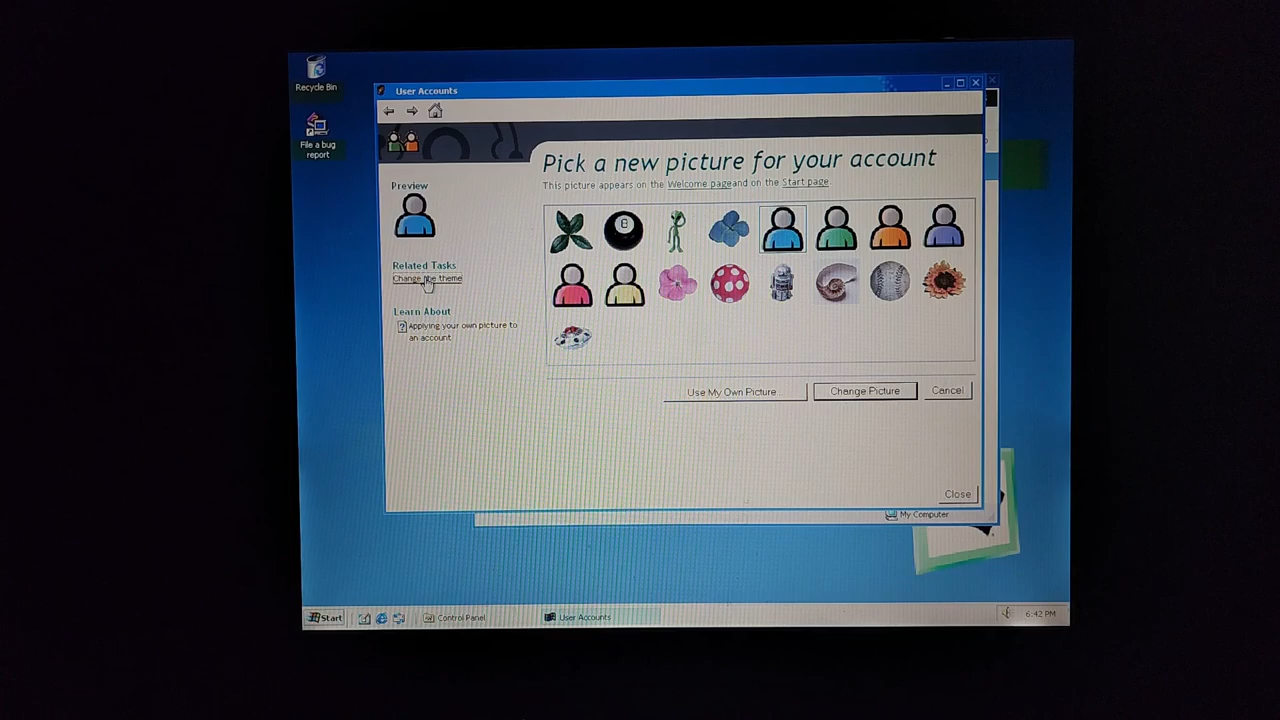 Recycle Bin
File a bug
report
User Accounts
Preview
Related Tasks
Change the theme
Learn About
Applying your own picture to
an account
Pick a new picture for your account
This picture appears on the Welcome pageand on the Start page.
8
Use My Own Picture...
Change Picture
Cancel
Close
My Computer
Start
Control Panel
User Accounts
6:42 PM